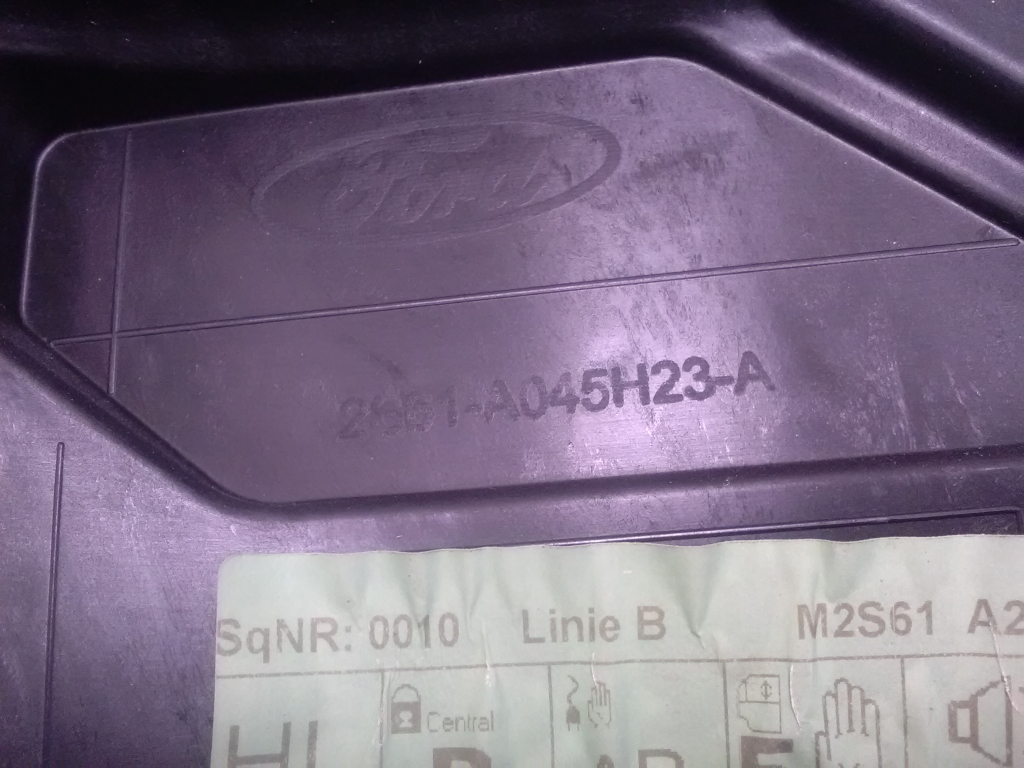 Ford
2S61-A045H23-A
SqNR: 0010 Linie B M2S61 A2
Central